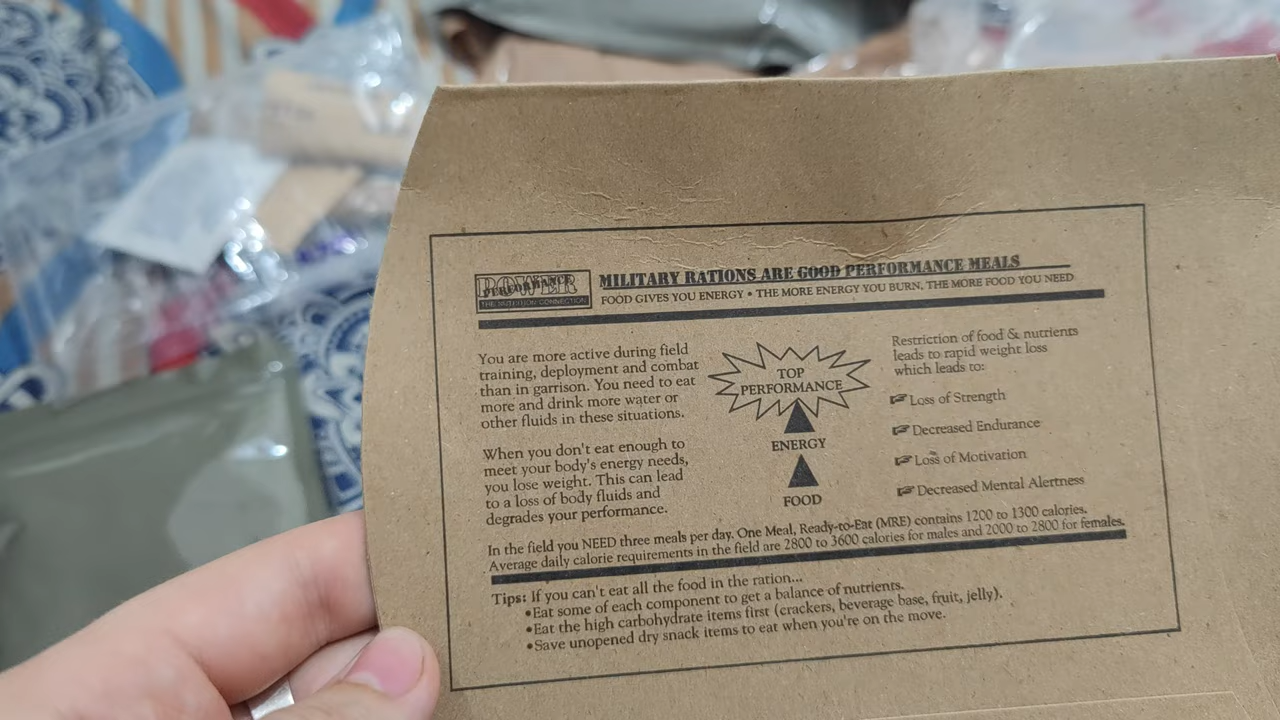 POWER
PERFORMANCE
THE NUTRITION CONNECTION
MILITARY RATIONS ARE GOOD PERFORMANCE MEALS
FOOD GIVES YOU ENERGY • THE MORE ENERGY YOU BURN, THE MORE FOOD YOU NEED
You are more active during field
training, deployment and combat
than in garrison. You need to eat
more and drink more water or
other fluids in these situations.
When you don't eat enough to
meet your body's energy needs,
you lose weight. This can lead
to a loss of body fluids and
degrades your performance.
TOP
PERFORMANCE
ENERGY
FOOD
Restriction of food & nutrients
leads to rapid weight loss
which leads to:
Loss of Strength
Decreased Endurance
Loss of Motivation
Decreased Mental Alertness
In the field you NEED three meals per day. One Meal, Ready-to-Eat (MRE) contains 1200 to 1300 calories.
Average daily calorie requirements in the field are 2800 to 3600 calories for males and 2000 to 2800 for females.
Tips: If you can't eat all the food in the ration...
•Eat some of each component to get a balance of nutrients.
•Eat the high carbohydrate items first (crackers, beverage base, fruit, jelly).
•Save unopened dry snack items to eat when you're on the move.